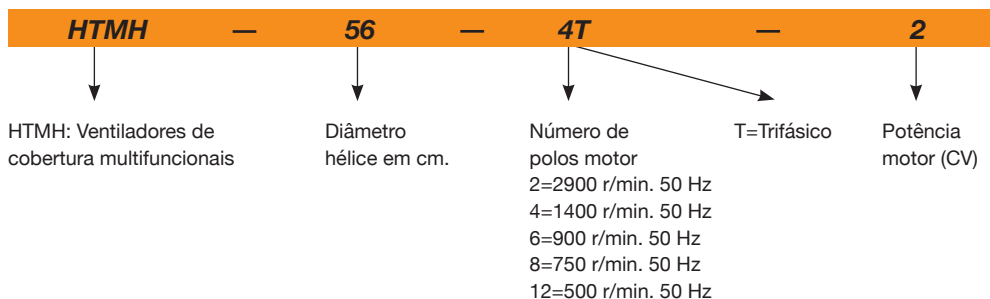 HTMH — 56 — 4T — 2
HTMH: Ventiladores de
cobertura multifuncionais
Diâmetro
hélice em cm.
Número de
polos motor
2=2900 r/min. 50 Hz
4=1400 r/min. 50 Hz
6=900 r/min. 50 Hz
8=750 r/min. 50 Hz
12=500 r/min. 50 Hz
T=Trifásico
Potência
motor (CV)